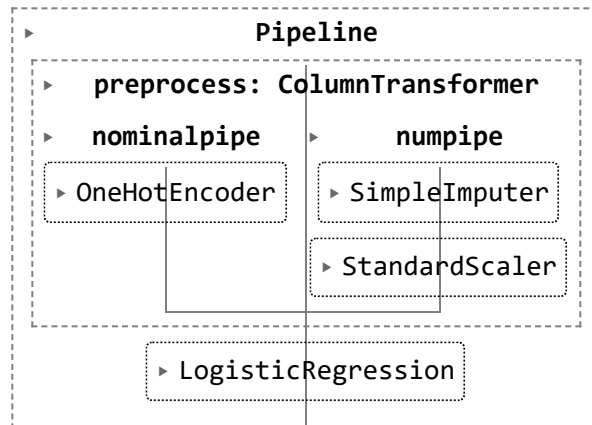 Pipeline
preprocess: ColumnTransformer
nominalpipe numpipe
OneHotEncoder SimpleImputer
StandardScaler
LogisticRegression